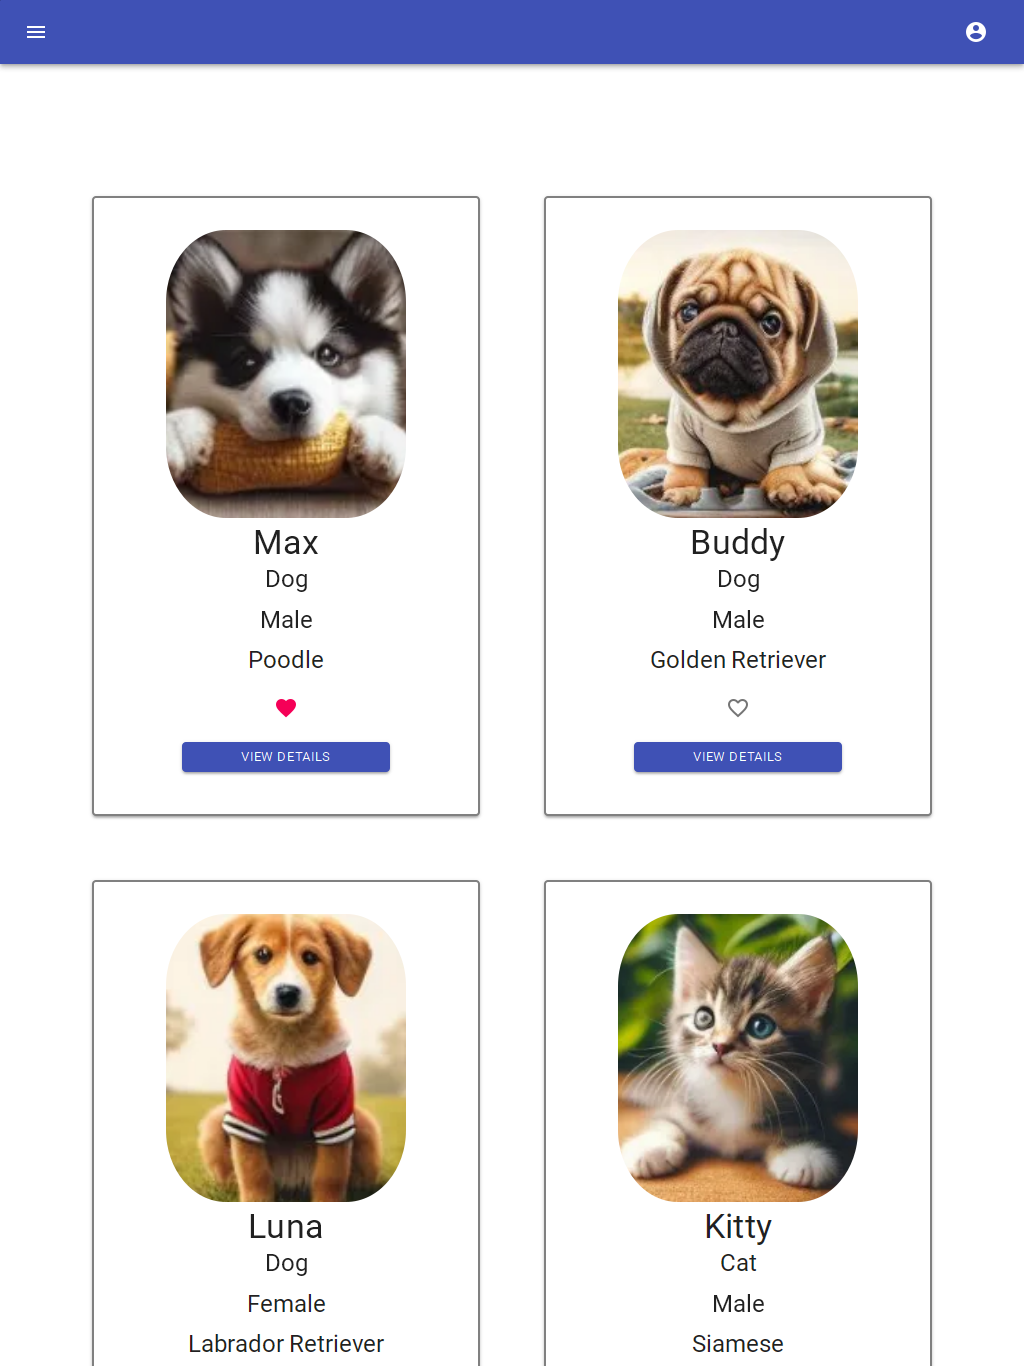 Max
Dog
Male
Poodle
VIEW DETAILS
Buddy
Dog
Male
Golden Retriever
VIEW DETAILS
Luna
Dog
Female
Labrador Retriever
Kitty
Cat
Male
Siamese